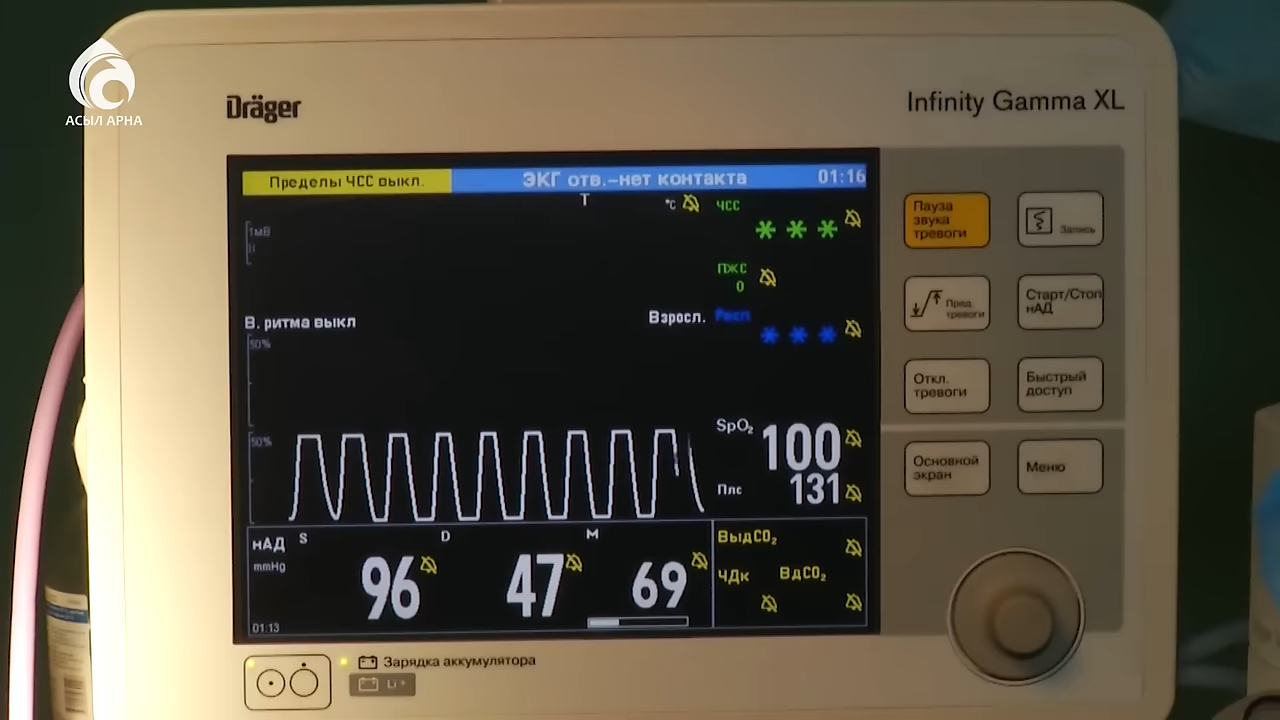 АСЫЛ АРНА
Dräger
Infinity Gamma XL
Пределы ЧСС выкл.
ЭКГ отв.-нет контакта
01:16
T
°C
ЧСС
1мВ
II
* * *
ПЖС
0
В. ритма выкл
Взросл.
Респ
50%
* * *
50%
SpO₂
100
Плс
131
нАД
mmHg
S
96
D
47
M
69
01:13
ВыдCO₂
ЧДк
ВдCO₂
Пауза
звука
тревоги
Запись
Пред.
тревоги
Старт/Стоп
нАД
Откл.
тревоги
Быстрый
доступ
Основной
экран
Меню
Зарядка аккумулятора
Li+